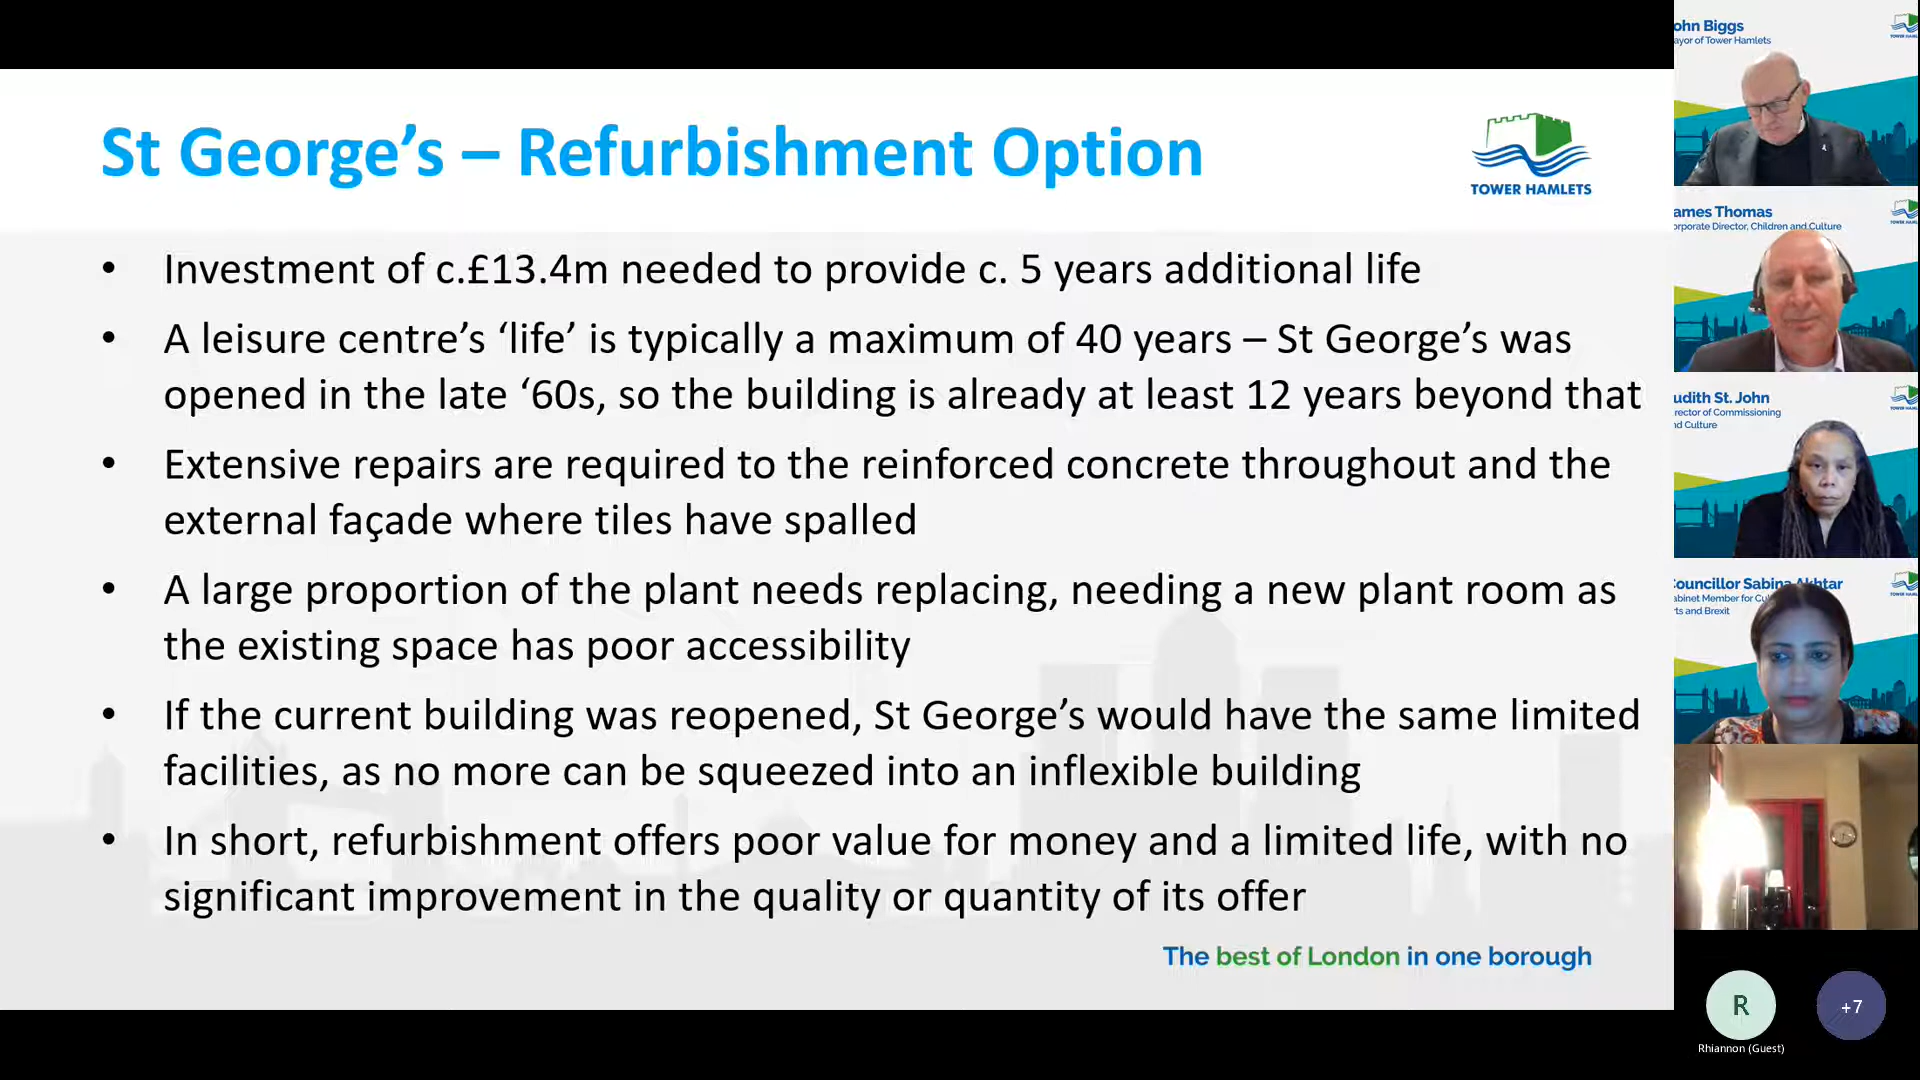 St George’s – Refurbishment Option
TOWER HAMLETS
• Investment of c.£13.4m needed to provide c. 5 years additional life
• A leisure centre’s ‘life’ is typically a maximum of 40 years – St George’s was
opened in the late ‘60s, so the building is already at least 12 years beyond that
• Extensive repairs are required to the reinforced concrete throughout and the
external façade where tiles have spalled
• A large proportion of the plant needs replacing, needing a new plant room as
the existing space has poor accessibility
• If the current building was reopened, St George’s would have the same limited
facilities, as no more can be squeezed into an inflexible building
• In short, refurbishment offers poor value for money and a limited life, with no
significant improvement in the quality or quantity of its offer
The best of London in one borough
ohn Biggs
ayor of Tower Hamlets
ames Thomas
orporate Director, Children and Culture
udith St. John
rector of Commissioning
nd Culture
ouncillor Sabina Akhtar
abinet Member for
rts and Brexit
R
+7
Rhiannon (Guest)